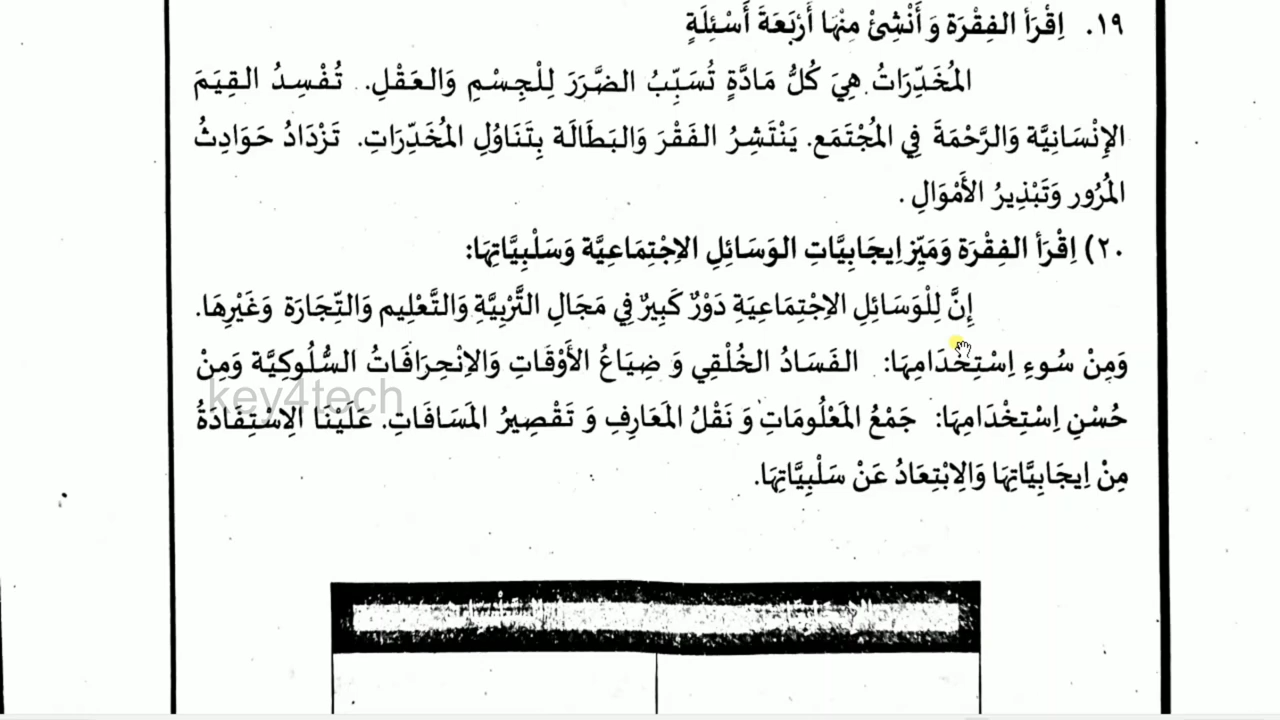 ١٩. اِقْرَأ الفِقْرَة وَ أَنْشِئْ مِنْهَا أَرْبَعَةَ أَسْئِلَةٍ
المُخَدِّرَاتُ هِيَ كُلُّ مَادَّةٍ تُسَبِّبُ الضَّرَرَ لِلْجِسْمِ وَالعَقْلِ. تُفْسِدُ القِيَمَ
الإِنْسَانِيَّة وَالرَّحْمَةَ فِي المُجْتَمَع. يَنْتَشِرُ الفَقْرَ وَالبَطَالَة بِتَنَاوُلِ المُخَدِّرَاتِ. تَزْدَادُ حَوَادِثُ
المُرُور وَتَبْذِيرُ الأَمْوَالِ .
٢٠) اِقْرَأ الفِقْرَة وَمَيِّز اِيجَابِيَّاتِ الوَسَائِلِ الاِجْتِمَاعِيَّة وَسَلْبِيَّاتِهَا:
إِنَّ لِلْوَسَائِلِ الاِجْتِمَاعِيَةِ دَوْرٌ كَبِيرٌ فِي مَجَالِ التَّرْبِيَّةِ وَالتَّعْلِيم وَالتِّجَارَة وَغَيْرِهَا.
وَمِنْ سُوءِ اِسْتِخْدَامِهَا: الفَسَادُ الخُلْقِي وَ ضِيَاعُ الأَوْقَاتِ وَالاِنْحِرَافَاتُ السُّلُوكِيَّة وَمِنْ
key4tech
حُسْنِ اِسْتِخْدَامِهَا: جَمْعُ المَعْلُومَاتِ وَ نَقْلُ المَعَارِفِ وَ تَقْصِيرُ المَسَافَاتِ. عَلَيْنَا الاِسْتِفَادَةُ
مِنْ اِيجَابِيَّاتِهَا وَالاِبْتِعَادُ عَنْ سَلْبِيَّاتِهَا.